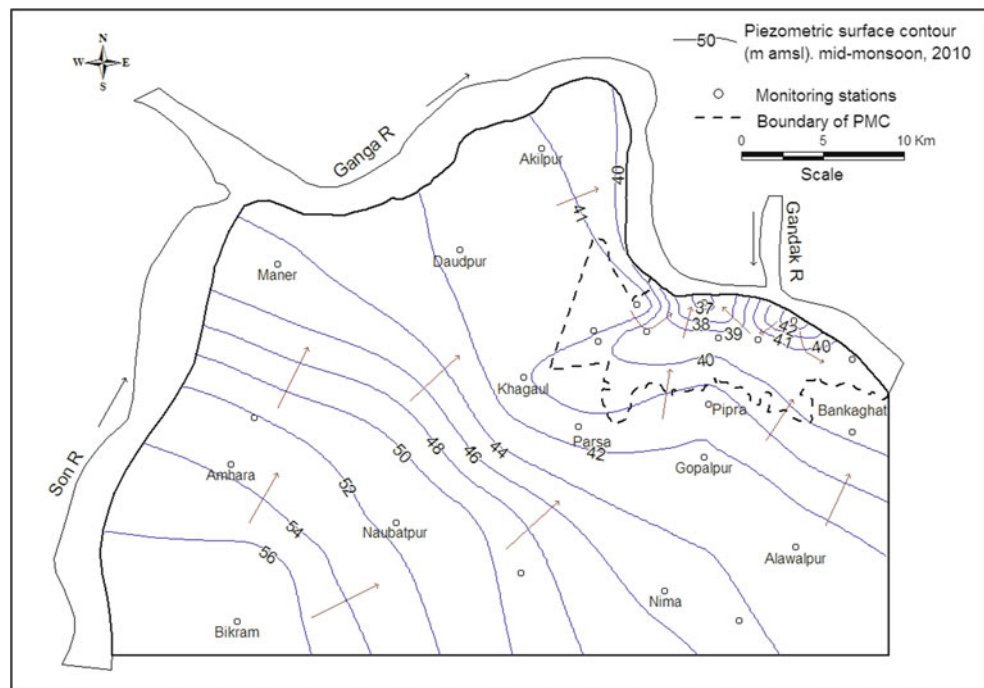 N
W E
S
50 Piezometric surface contour
(m amsl). mid-monsoon, 2010
Monitoring stations
Boundary of PMC
0 5 10 Km
Scale
Ganga R
Gandak R
Son R
Akilpur
40
41
Maner
Daudpur
37
38
39
42
41
40
40
Khagaul
Pipra
Bankaghat
Parsa
42
Gopalpur
44
46
48
50
52
54
56
Amhara
Naubatpur
Alawalpur
Nima
Bikram